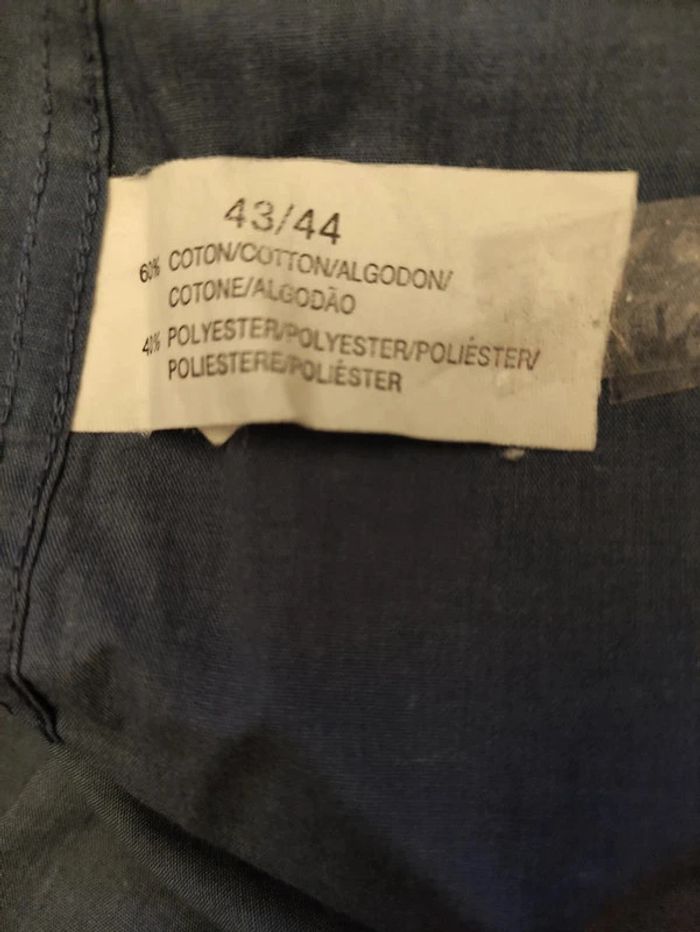 43/44
60% COTON/COTTON/ALGODON/
COTONE/ALGODÃO
40% POLYESTER/POLYESTER/POLIÉSTER/
POLIESTERE/POLIÉSTER